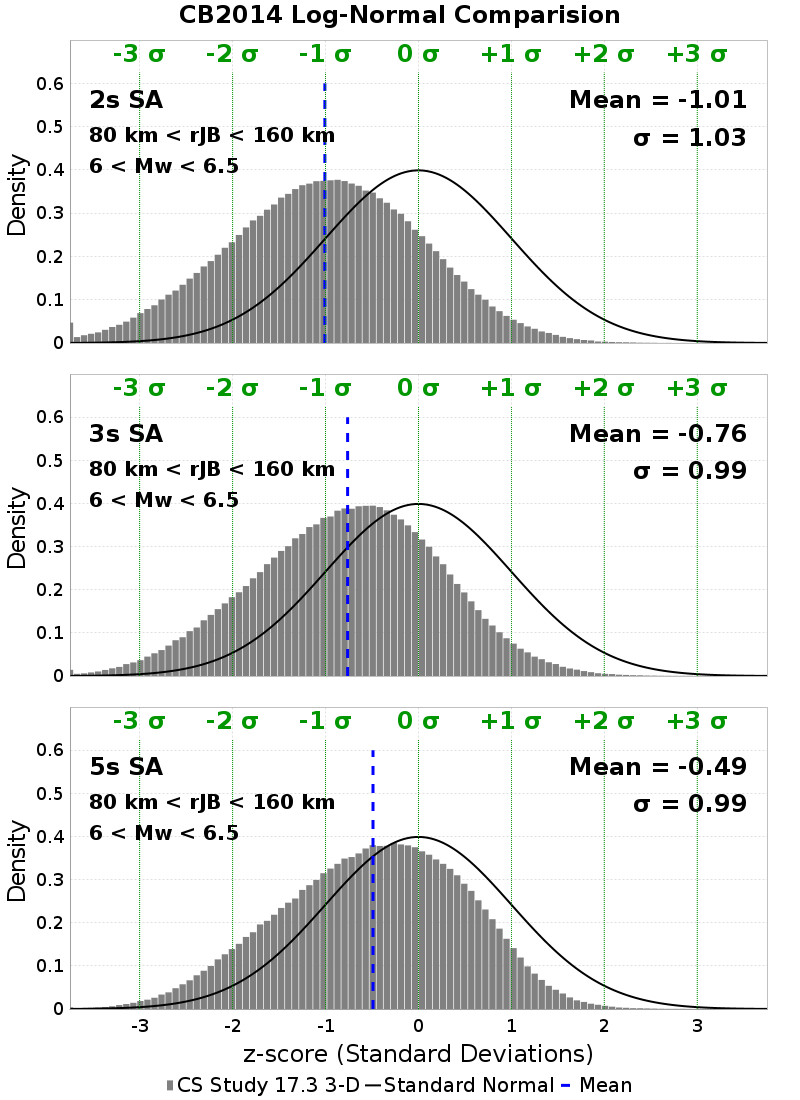 CB2014 Log-Normal Comparision
-3 σ -2 σ -1 σ 0 σ +1 σ +2 σ +3 σ
0.6
2s SA Mean = -1.01
0.5
80 km < rJB < 160 km σ = 1.03
6 < Mw < 6.5
0.4
0.3
0.2
0.1
0
Density
-3 σ -2 σ -1 σ 0 σ +1 σ +2 σ +3 σ
0.6
3s SA Mean = -0.76
0.5
80 km < rJB < 160 km σ = 0.99
6 < Mw < 6.5
0.4
0.3
0.2
0.1
0
Density
-3 σ -2 σ -1 σ 0 σ +1 σ +2 σ +3 σ
0.6
5s SA Mean = -0.49
0.5
80 km < rJB < 160 km σ = 0.99
6 < Mw < 6.5
0.4
0.3
0.2
0.1
0
Density
-3 -2 -1 0 1 2 3
z-score (Standard Deviations)
CS Study 17.3 3-D Standard Normal Mean